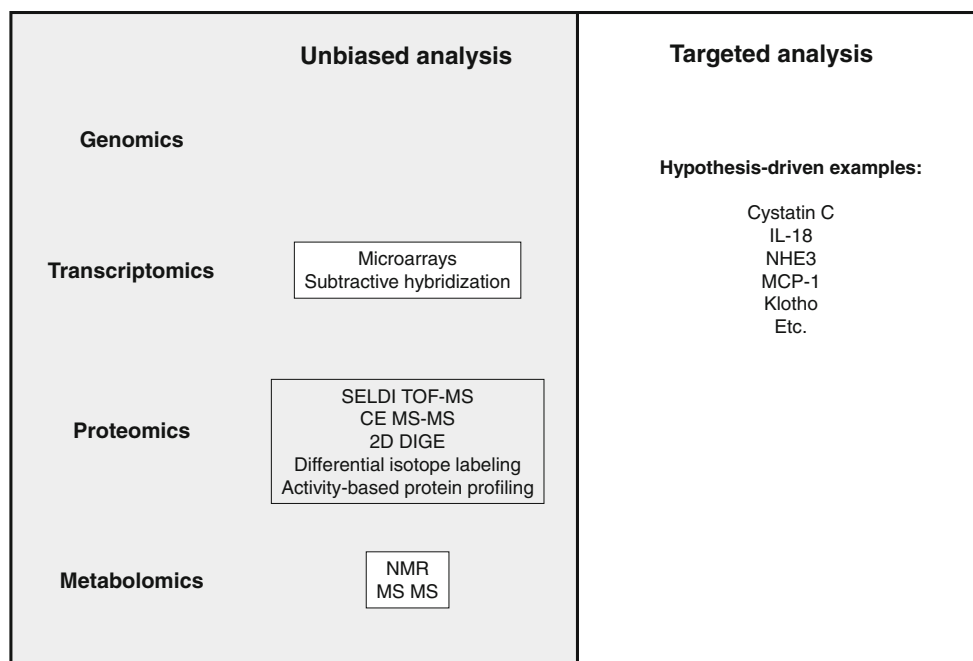 Unbiased analysis
Targeted analysis
Genomics
Hypothesis-driven examples:
Cystatin C
IL-18
NHE3
MCP-1
Klotho
Etc.
Transcriptomics
Microarrays
Subtractive hybridization
Proteomics
SELDI TOF-MS
CE MS-MS
2D DIGE
Differential isotope labeling
Activity-based protein profiling
Metabolomics
NMR
MS MS